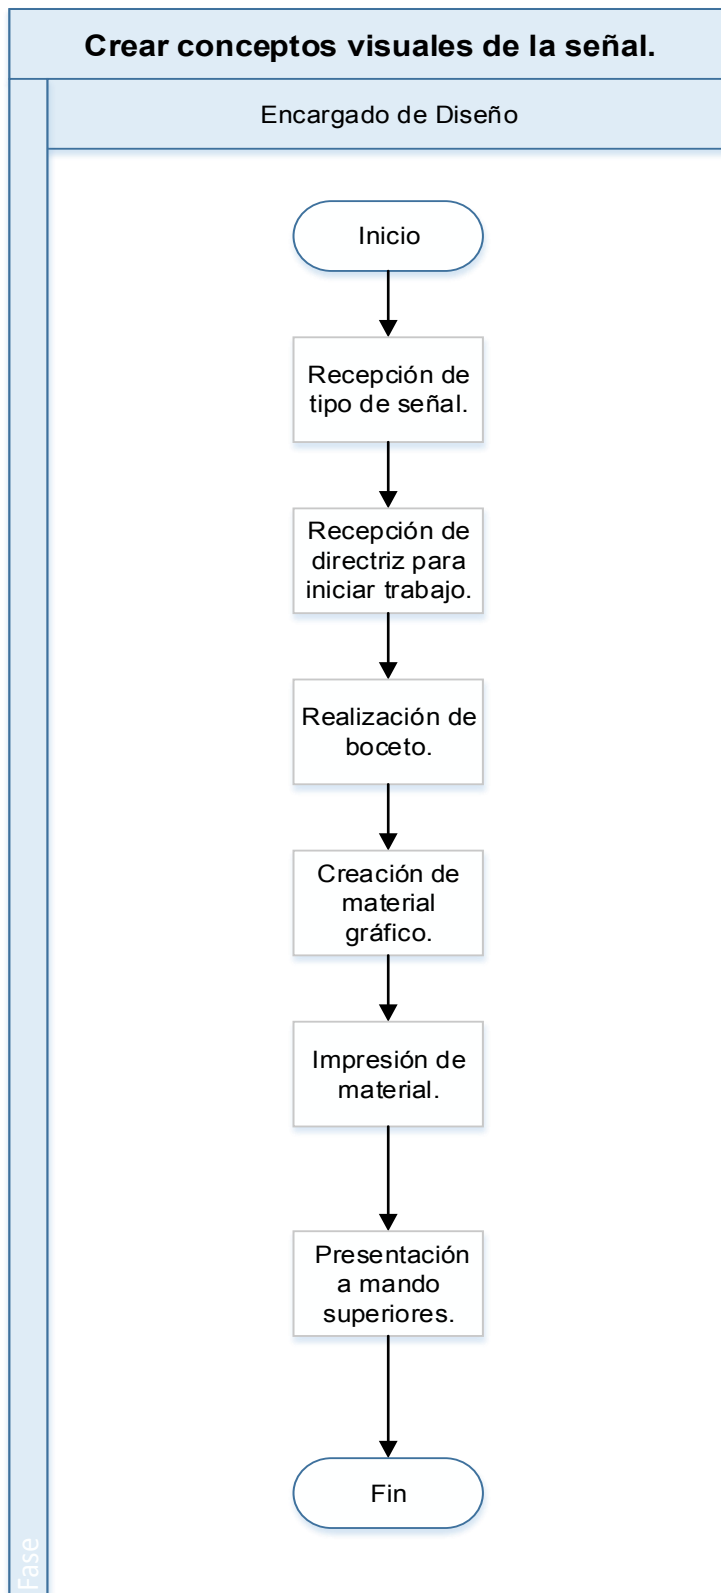 Crear conceptos visuales de la señal.
Encargado de Diseño
Inicio
Recepción de
tipo de señal.
Recepción de
directriz para
iniciar trabajo.
Realización de
boceto.
Creación de
material
gráfico.
Impresión de
material.
Presentación
a mando
superiores.
Fin
Fase